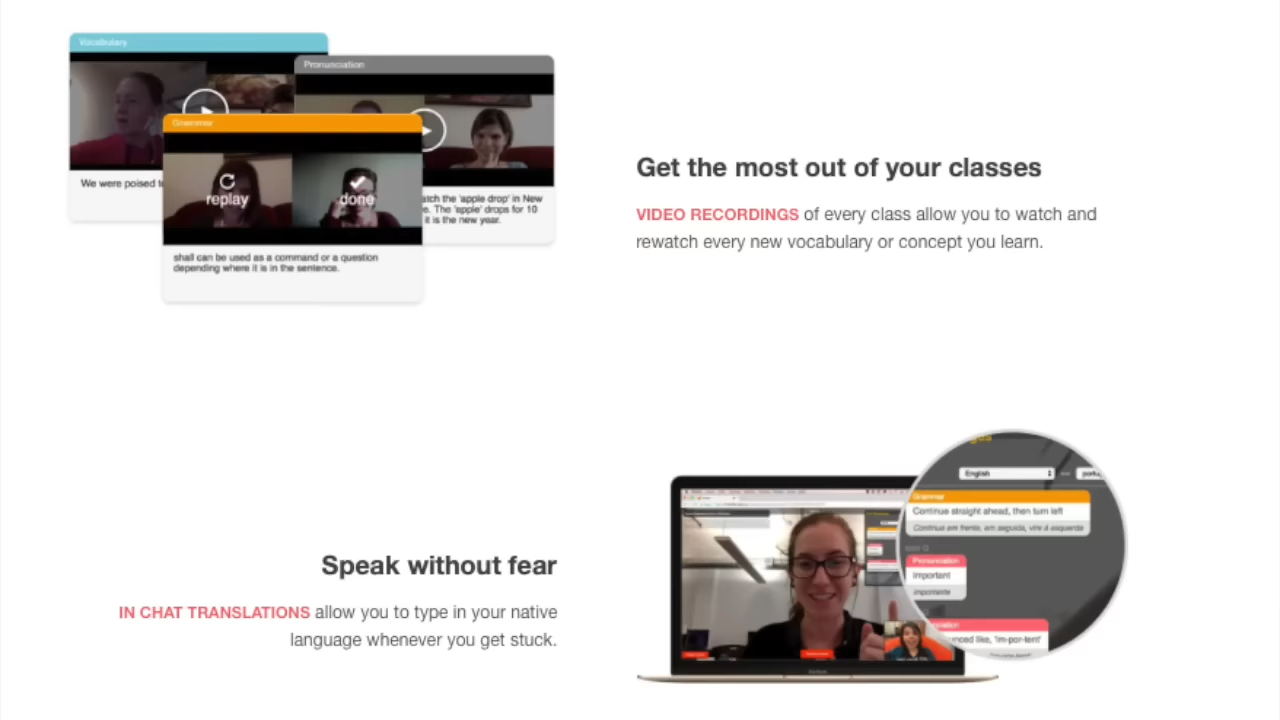 Vocabulary
Pronunciation
Grammar
We were poised
replay
done
atch the 'apple drop' in New
e. The 'apple' drops for 10
it is the new year.
shall can be used as a command or a question
depending where it is in the sentence.
Get the most out of your classes
VIDEO RECORDINGS of every class allow you to watch and
rewatch every new vocabulary or concept you learn.
Speak without fear
IN CHAT TRANSLATIONS allow you to type in your native
language whenever you get stuck.
English
Grammar
Continue straight ahead, then turn left
Continue em frente, em seguida, vire à esquerda
Pronunciation
important
importante
nunciation
ounced like, 'im-por-tent'